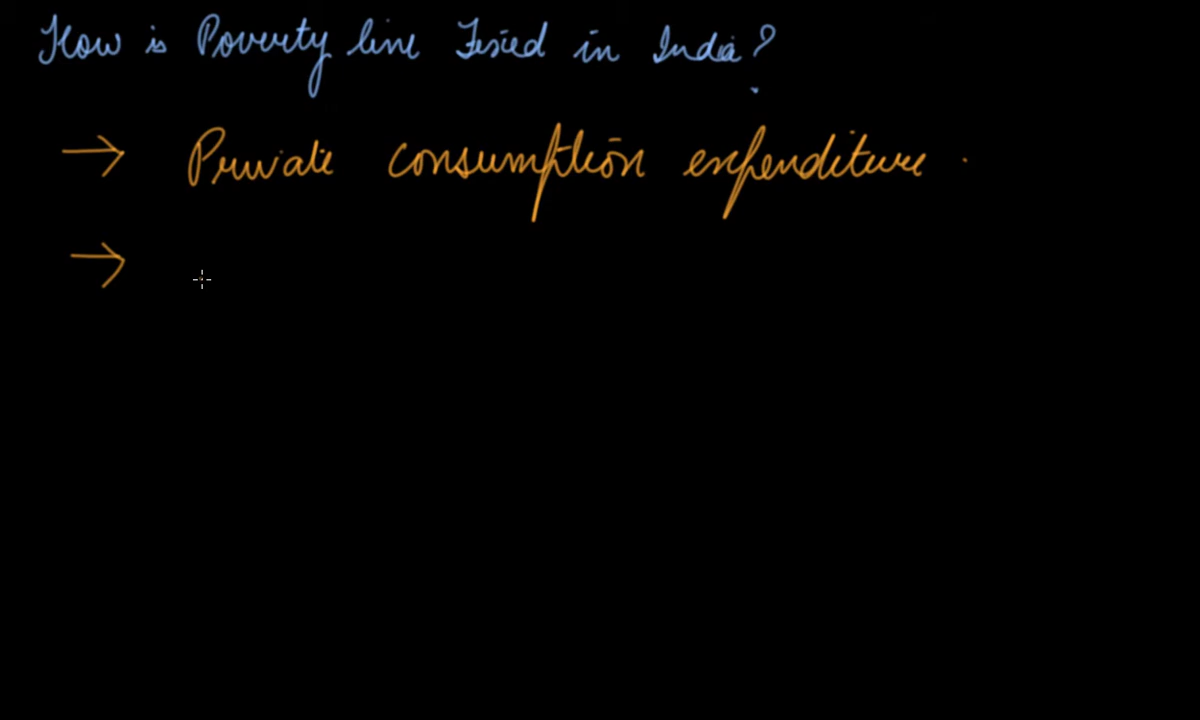 How is Poverty line Fixed in India?
→ Private consumption expenditure.
→